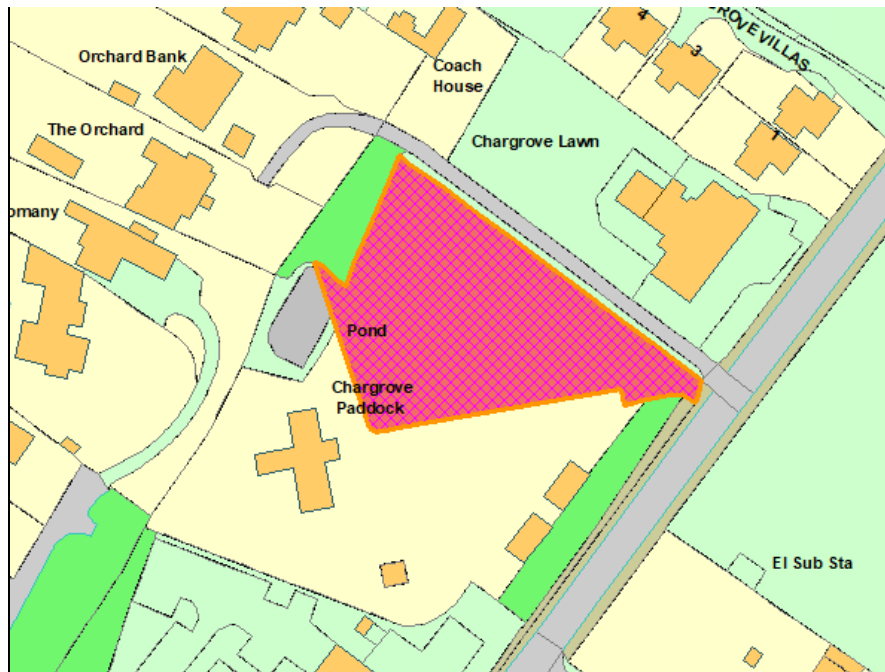 4
GROVE VILLAS
3
Orchard Bank
Coach
House
The Orchard
Chargrove Lawn
1
omany
Pond
Chargrove
Paddock
El Sub Sta